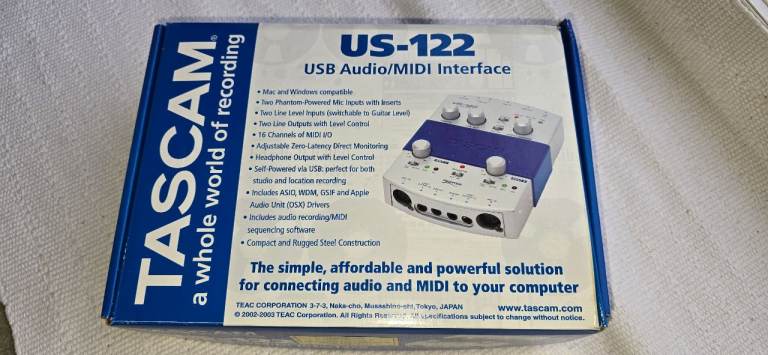 TASCAM®
a whole world of recording
US-122
USB Audio/MIDI Interface
• Mac and Windows compatible
• Two Phantom-Powered Mic Inputs with Inserts
• Two Line Level Inputs (switchable to Guitar Level)
• Two Line Outputs with Level Control
• 16 Channels of MIDI I/O
• Adjustable Zero-Latency Direct Monitoring
• Headphone Output with Level Control
• Self-Powered via USB: perfect for both
studio and location recording
• Includes ASIO, WDM, GSIF and Apple
Audio Unit (OSX) Drivers
• Includes audio recording/MIDI
sequencing software
• Compact and Rugged Steel Construction
The simple, affordable and powerful solution
for connecting audio and MIDI to your computer
TEAC CORPORATION 3-7-3, Naka-cho, Musashino-shi, Tokyo, JAPAN
www.tascam.com
© 2002-2003 TEAC Corporation. All Rights Reserved. All specifications subject to change without notice.